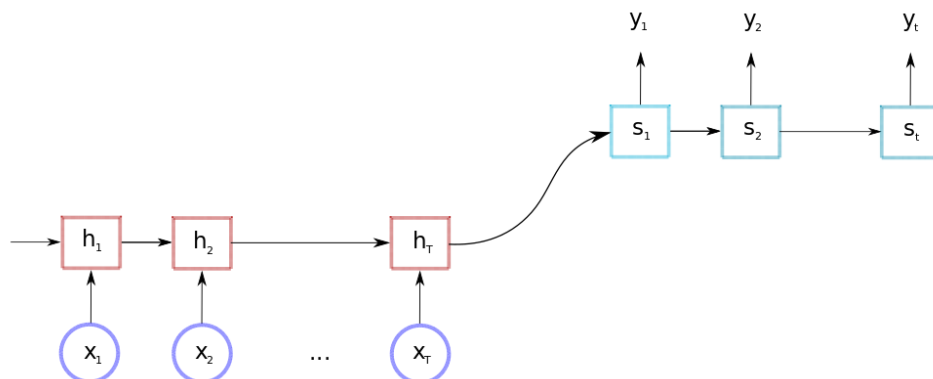 y₁ y₂ yₜ
s₁ s₂ sₜ
h₁ h₂ h_T
x₁ x₂ ... x_T